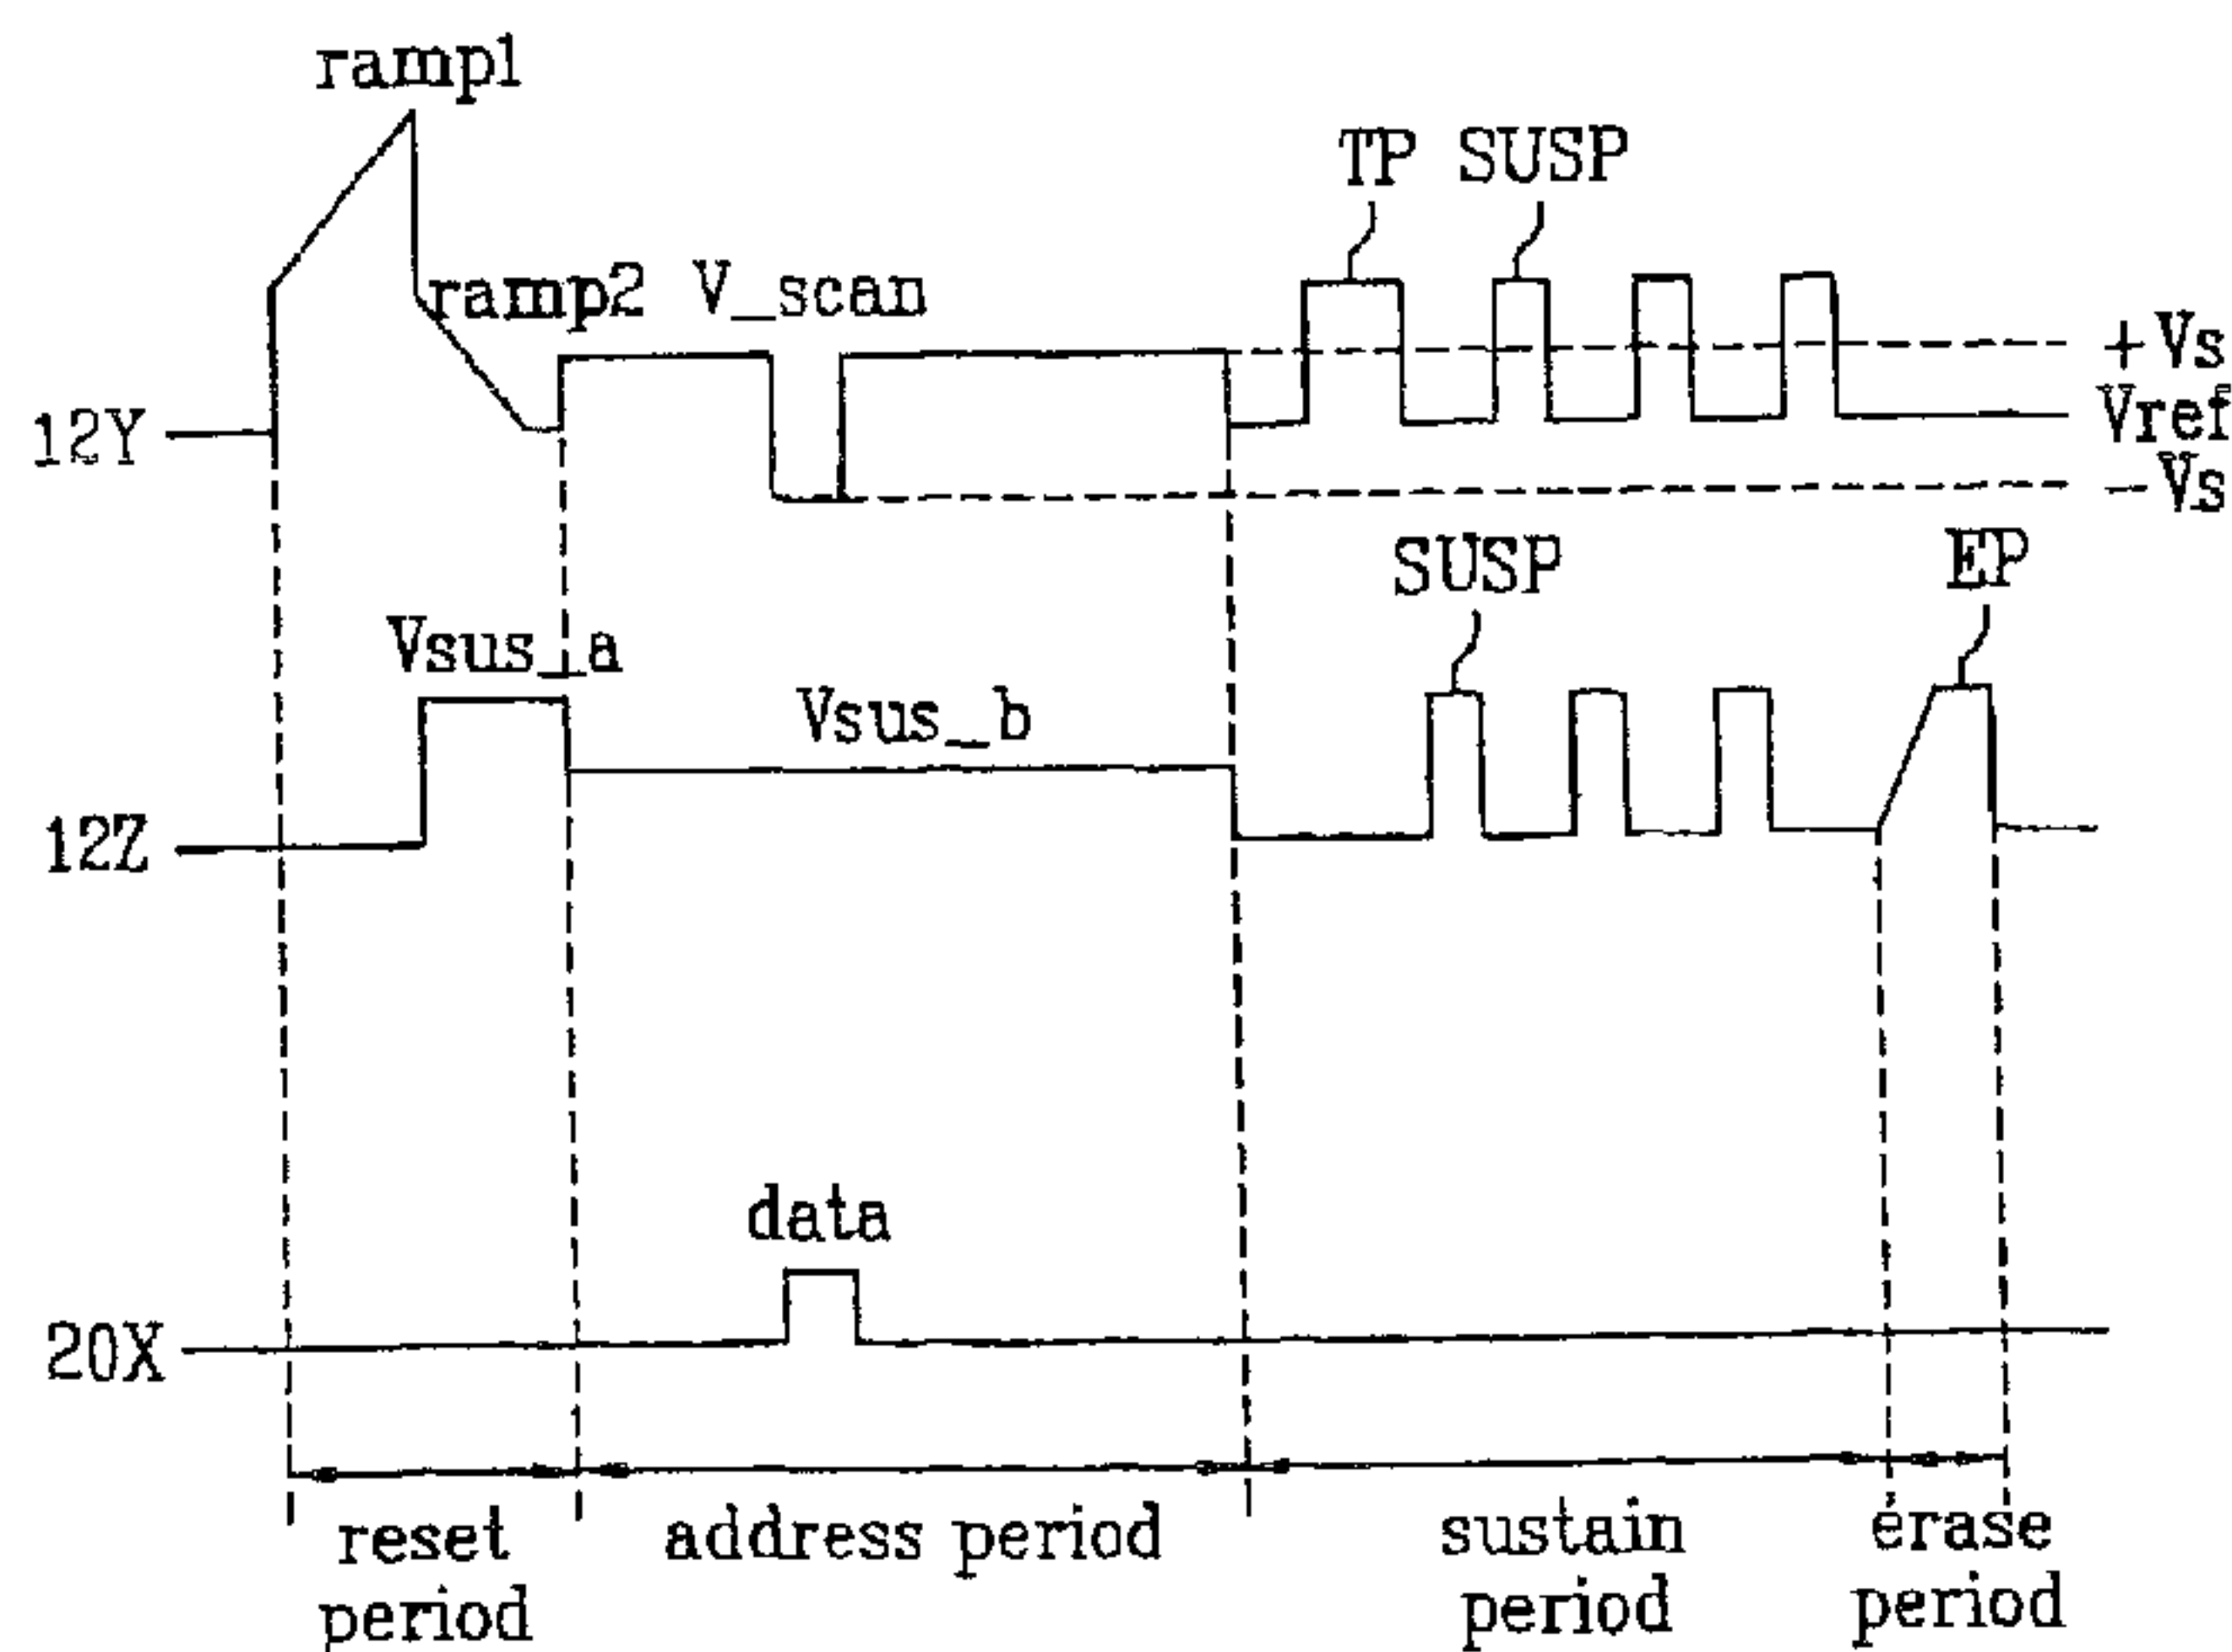 ramp1
TP SUSP
ramp2 V_scan
+Vs
12Y
Vref
-Vs
SUSP
EP
Vsus_a
Vsus_b
12Z
data
20X
reset period
address period
sustain period
erase period